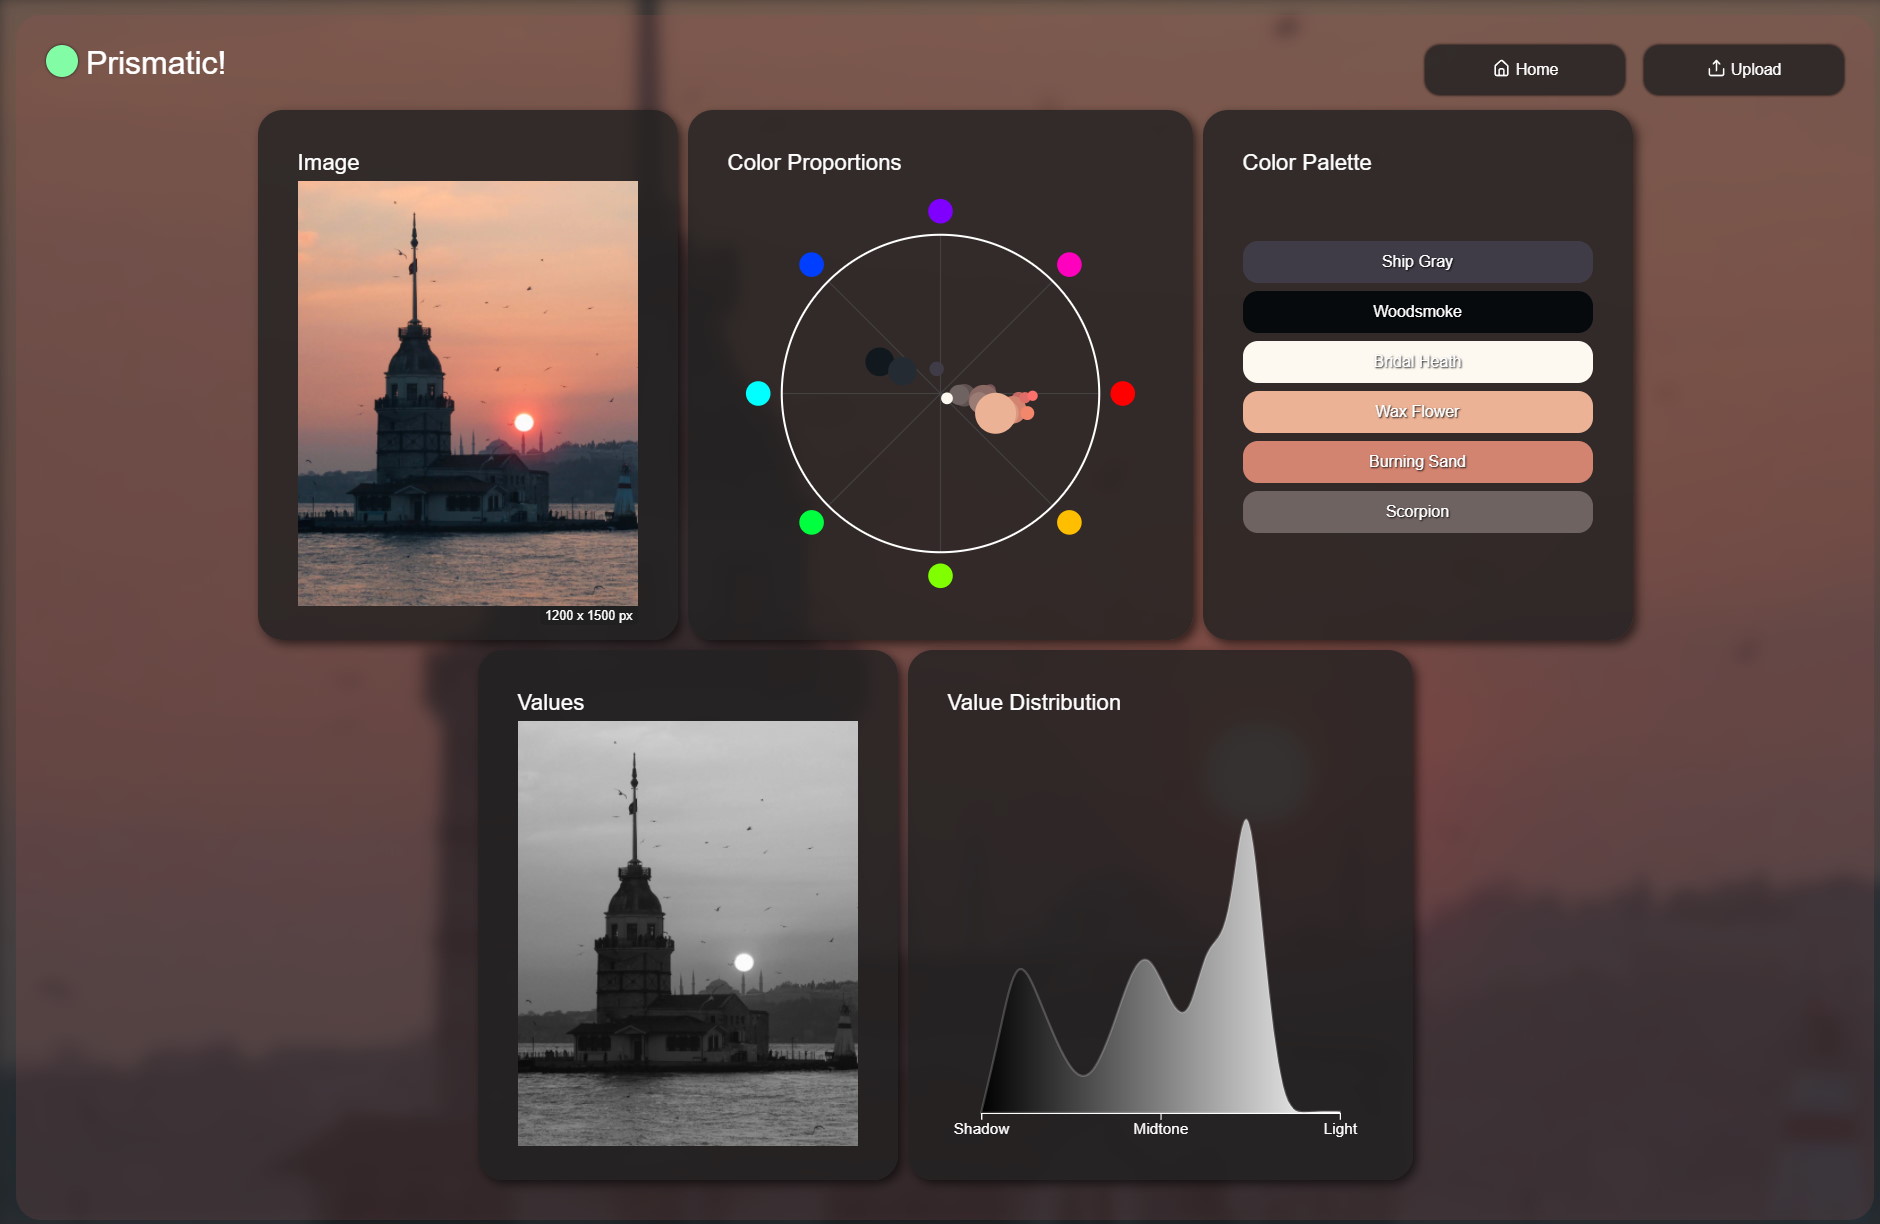 Prismatic!
Home
Upload
Image
1200 x 1500 px
Color Proportions
Color Palette
Ship Gray
Woodsmoke
Bridal Heath
Wax Flower
Burning Sand
Scorpion
Values
Value Distribution
Shadow
Midtone
Light